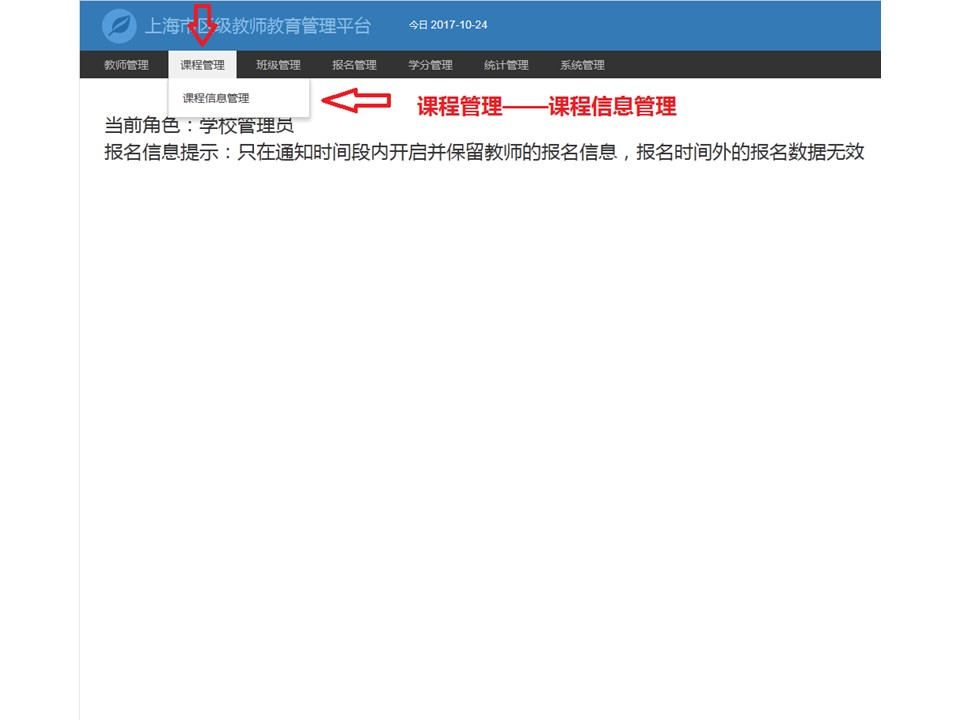 上海市区级教师教育管理平台 今日 2017-10-24
教师管理 课程管理 班级管理 报名管理 学分管理 统计管理 系统管理
课程信息管理
课程管理——课程信息管理
当前角色：学校管理员
报名信息提示：只在通知时间段内开启并保留教师的报名信息，报名时间外的报名数据无效